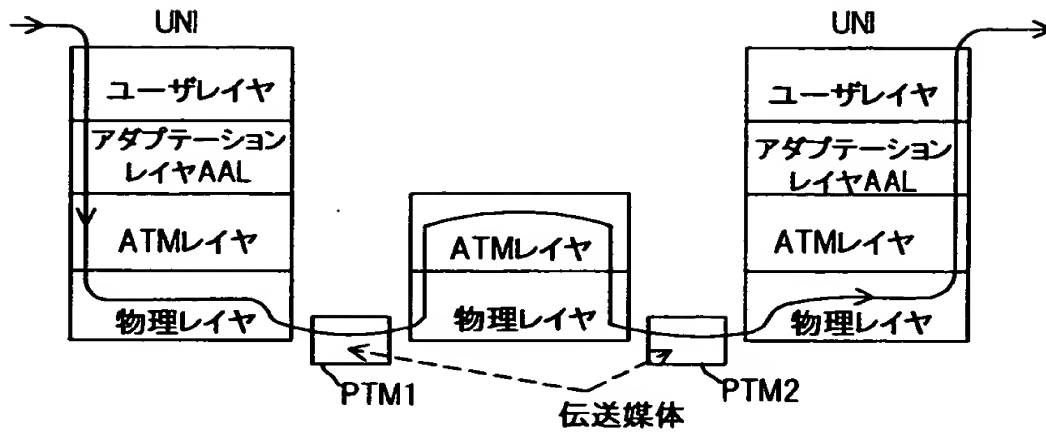 UNI
ユーザレイヤ
アダプテーション
レイヤAAL
ATMレイヤ
物理レイヤ
ATMレイヤ
物理レイヤ
UNI
ユーザレイヤ
アダプテーション
レイヤAAL
ATMレイヤ
物理レイヤ
PTM1
PTM2
伝送媒体